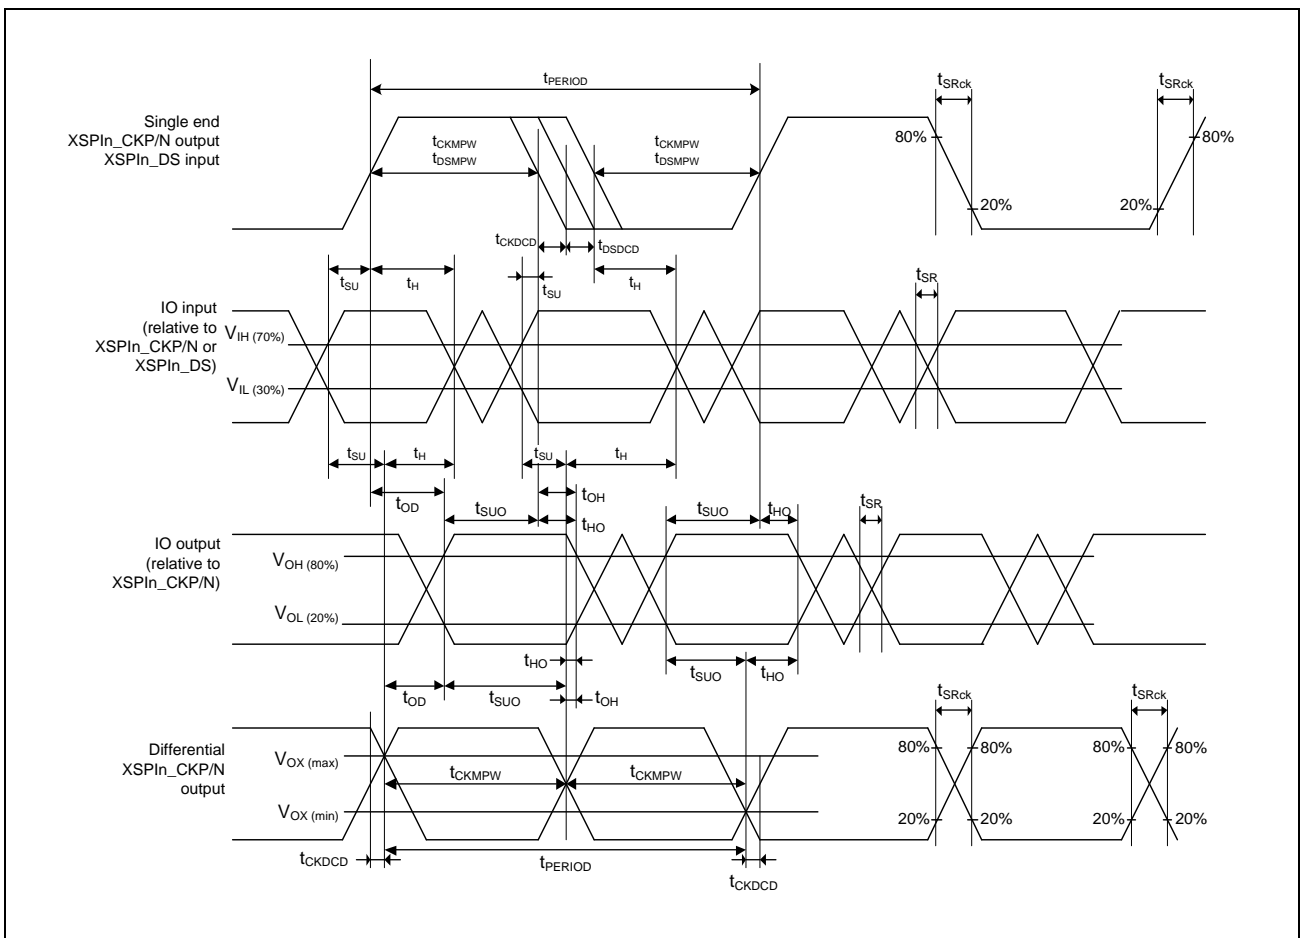 tPERIOD
tSRck
tSRck
Single end
XSPIn_CKP/N output
XSPIn_DS input
tCKMPW
tDSMPW
tCKMPW
tDSMPW
80%
80%
20%
20%
tCKDCD
tDSDCD
tSU
tH
tSU
tH
tSR
IO input
(relative to
XSPIn_CKP/N or
XSPIn_DS)
VIH (70%)
VIL (30%)
tSU
tH
tSU
tH
tOD
tSUO
tOH
tHO
tSUO
tHO
tSR
IO output
(relative to
XSPIn_CKP/N)
VOH (80%)
VOL (20%)
tHO
tSUO
tHO
tOD
tSUO
tOH
tSRck
tSRck
Differential
XSPIn_CKP/N
output
VOX (max)
VOX (min)
tCKMPW
tCKMPW
80%
80%
80%
80%
20%
20%
20%
20%
tCKDCD
tPERIOD
tCKDCD